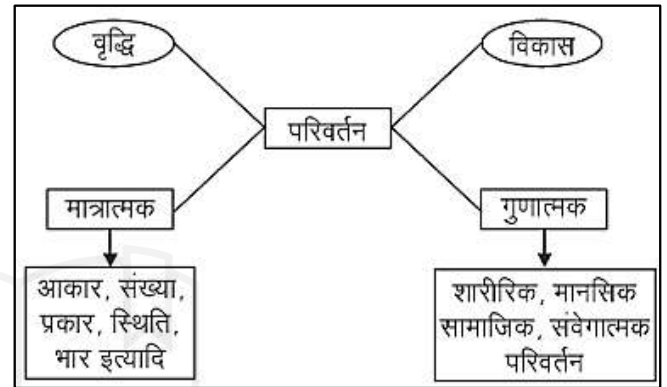 वृद्धि
विकास
परिवर्तन
मात्रात्मक
गुणात्मक
आकार, संख्या,
प्रकार, स्थिति,
भार इत्यादि
शारीरिक, मानसिक
सामाजिक, संवेगात्मक
परिवर्तन